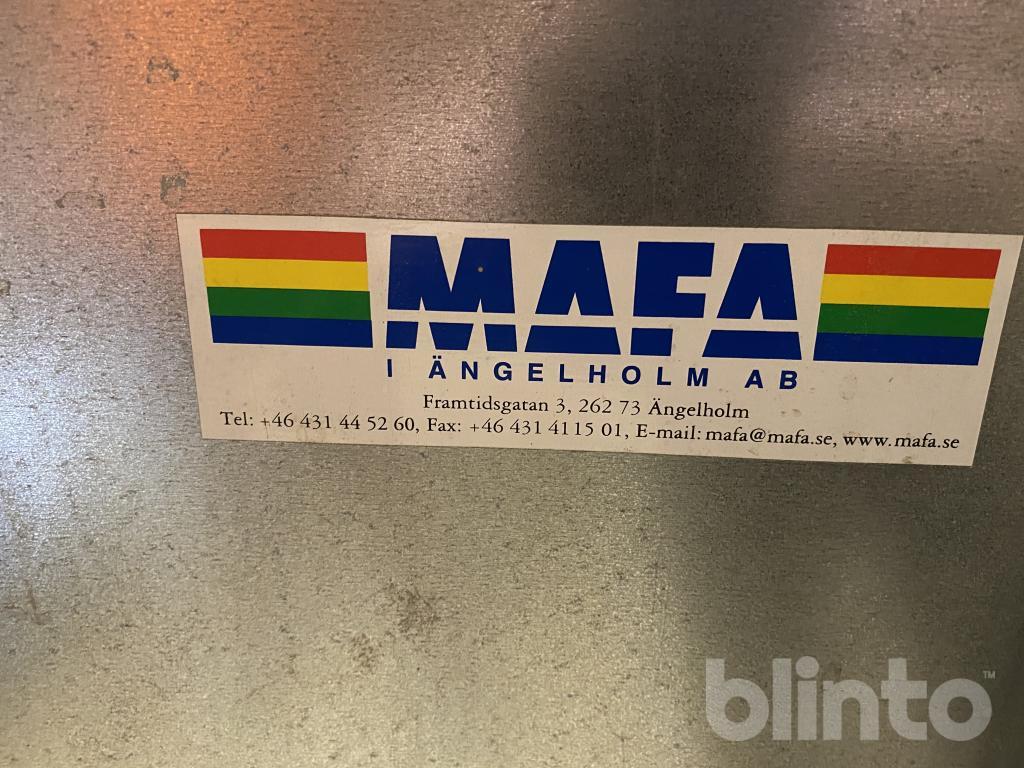 MAFA
I ÄNGELHOLM AB
Framtidsgatan 3, 262 73 Ängelholm
Tel: +46 431 44 52 60, Fax: +46 431 41 15 01, E-mail: mafa@mafa.se, www.mafa.se
blinto™